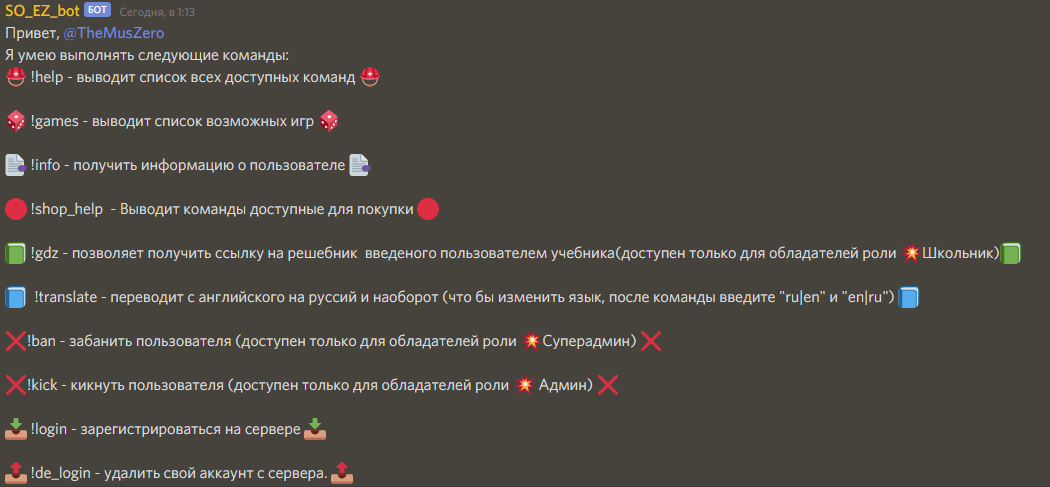 SO_EZ_bot БОТ Сегодня, в 1:13
Привет, @TheMusZero
Я умею выполнять следующие команды:
!help - выводит список всех доступных команд
!games - выводит список возможных игр
!info - получить информацию о пользователе
!shop_help - Выводит команды доступные для покупки
!gdz - позволяет получить ссылку на решебник введеного пользователем учебника(доступен только для обладателей роли 💥Школьник)
!translate - переводит с английского на руссий и наоборот (что бы изменить язык, после команды введите "ru|en" и "en|ru")
!ban - забанить пользователя (доступен только для обладателей роли 💥Суперадмин)
!kick - кикнуть пользователя (доступен только для обладателей роли 💥 Админ)
!login - зарегистрироваться на сервере
!de_login - удалить свой аккаунт с сервера.